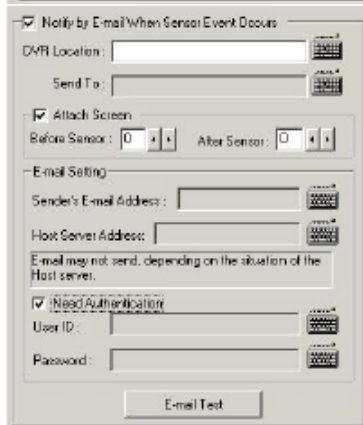 Notify by E-mail When Sensor Event Occurs
DVR Location :
Send To :
Attach Screen
Before Sensor : 0 After Sensor : 0
E-mail Setting
Sender's E-mail Address :
Host Server Address:
E-mail may not send, depending on the situation of the
Host server.
Need Authentication
User ID :
Password :
E-mail Test